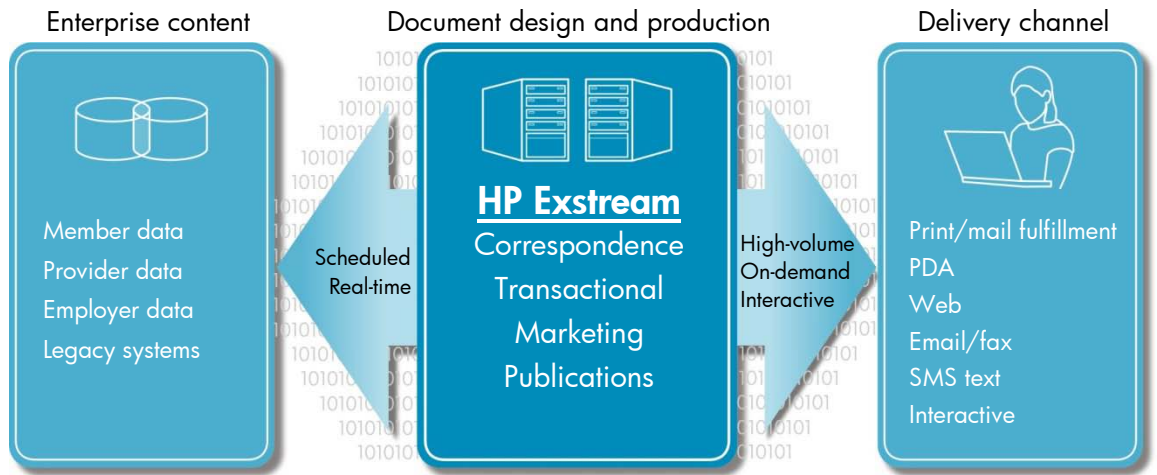 Enterprise content
Document design and production
Delivery channel
Member data
Provider data
Employer data
Legacy systems
Scheduled
Real-time
HP Exstream
Correspondence
Transactional
Marketing
Publications
High-volume
On-demand
Interactive
Print/mail fulfillment
PDA
Web
Email/fax
SMS text
Interactive